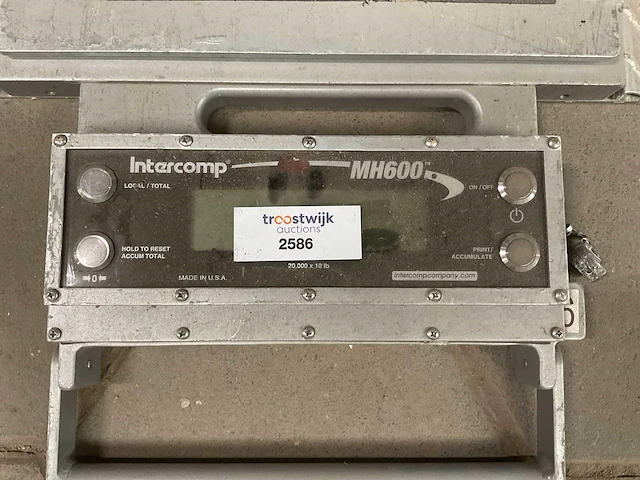 Intercomp®
MH600™
LOCAL / TOTAL
ON / OFF
troostwijk
auctions
2586
HOLD TO RESET
ACCUM TOTAL
PRINT/
ACCUMULATE
→0←
20,000 x 10 lb
MADE IN U.S.A.
intercompcompany.com